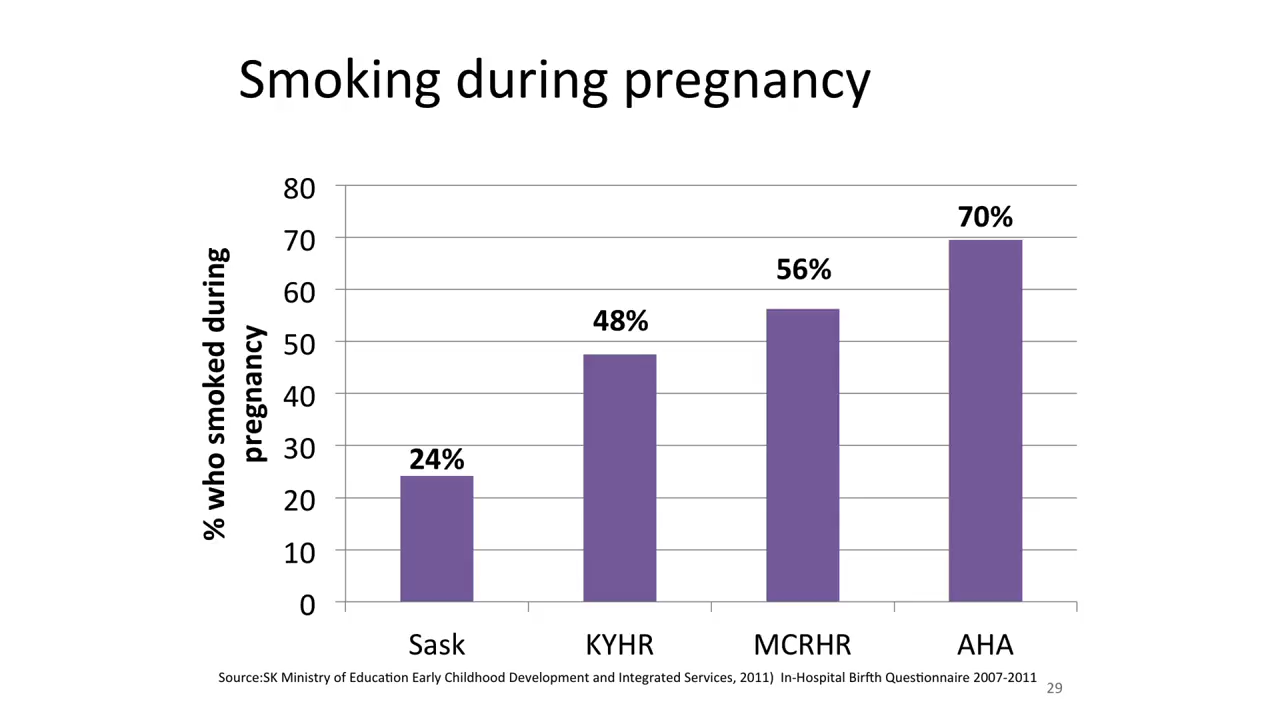 Smoking during pregnancy
% who smoked during
pregnancy
80
70
60
50
40
30
20
10
0
24%
48%
56%
70%
Sask
KYHR
MCRHR
AHA
Source:SK Ministry of Education Early Childhood Development and Integrated Services, 2011)  In-Hospital Birfth Questionnaire 2007-2011
29